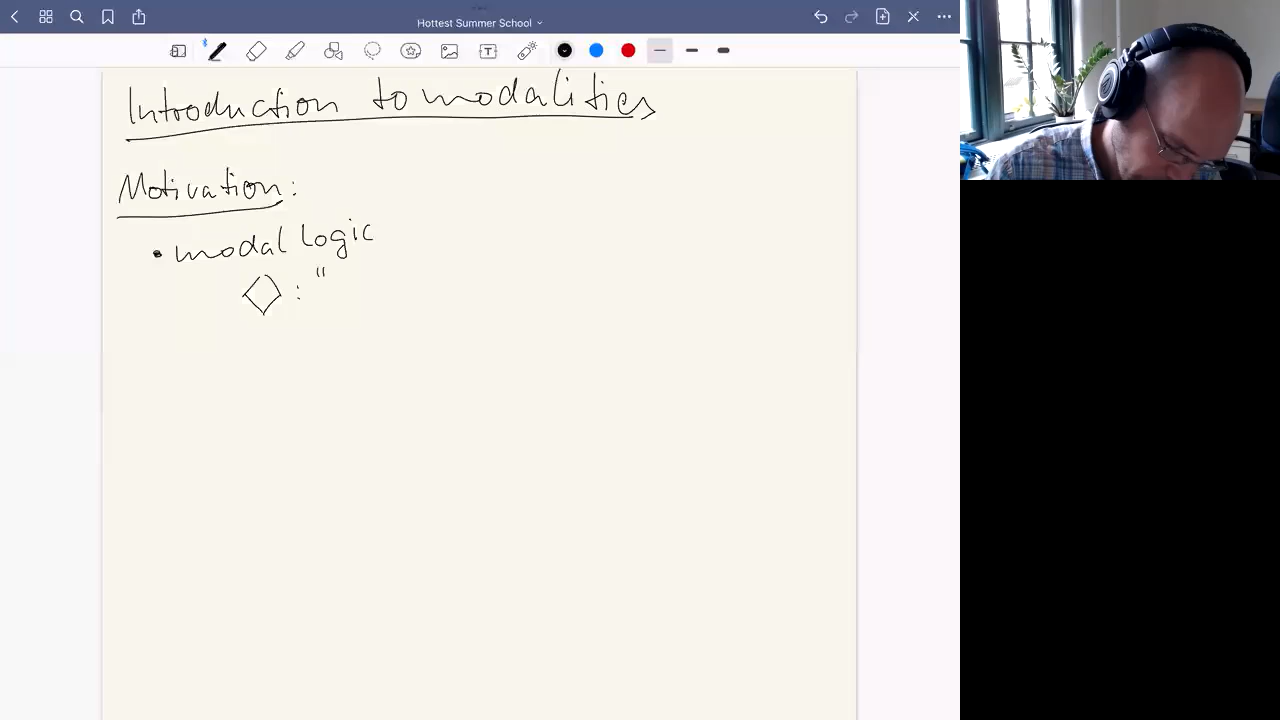 Hottest Summer School
Introduction to modalities
Motivation:
• modal logic
◇ : "